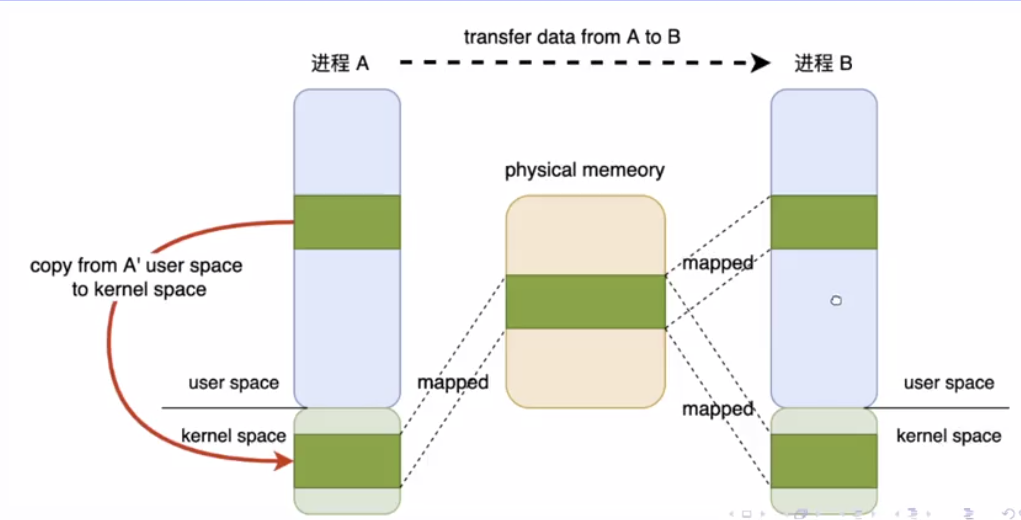 transfer data from A to B
进程 A
进程 B
physical memeory
copy from A' user space
to kernel space
mapped
user space
mapped
user space
kernel space
mapped
kernel space